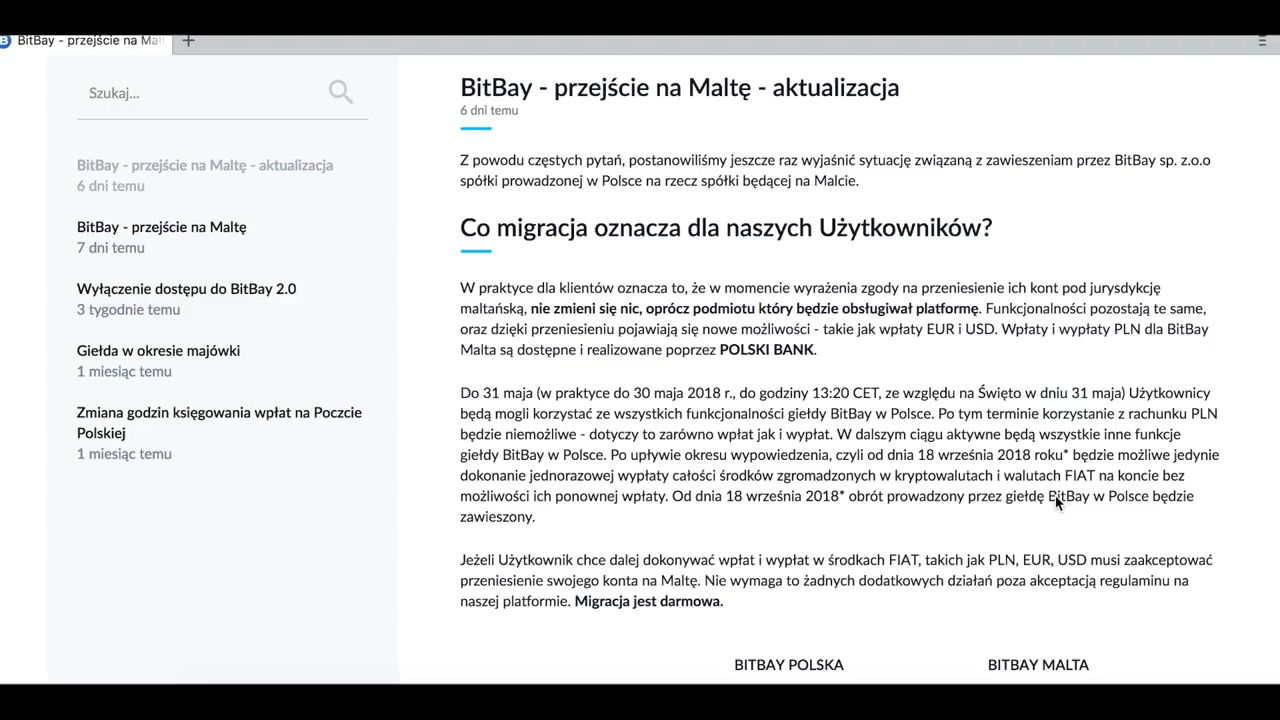 BitBay - przejście na Mal
Szukaj...
BitBay - przejście na Maltę - aktualizacja
6 dni temu
BitBay - przejście na Maltę
7 dni temu
Wyłączenie dostępu do BitBay 2.0
3 tygodnie temu
Giełda w okresie majówki
1 miesiąc temu
Zmiana godzin księgowania wpłat na Poczcie
Polskiej
1 miesiąc temu
BitBay - przejście na Maltę - aktualizacja
6 dni temu
Z powodu częstych pytań, postanowiliśmy jeszcze raz wyjaśnić sytuację związaną z zawieszeniam przez BitBay sp. z.o.o
spółki prowadzonej w Polsce na rzecz spółki będącej na Malcie.
Co migracja oznacza dla naszych Użytkowników?
W praktyce dla klientów oznacza to, że w momencie wyrażenia zgody na przeniesienie ich kont pod jurysdykcję
maltańską, nie zmieni się nic, oprócz podmiotu który będzie obsługiwał platformę. Funkcjonalności pozostają te same,
oraz dzięki przeniesieniu pojawiają się nowe możliwości - takie jak wpłaty EUR i USD. Wpłaty i wypłaty PLN dla BitBay
Malta są dostępne i realizowane poprzez POLSKI BANK.
Do 31 maja (w praktyce do 30 maja 2018 r., do godziny 13:20 CET, ze względu na Święto w dniu 31 maja) Użytkownicy
będą mogli korzystać ze wszystkich funkcjonalności giełdy BitBay w Polsce. Po tym terminie korzystanie z rachunku PLN
będzie niemożliwe - dotyczy to zarówno wpłat jak i wypłat. W dalszym ciągu aktywne będą wszystkie inne funkcje
giełdy BitBay w Polsce. Po upływie okresu wypowiedzenia, czyli od dnia 18 września 2018 roku* będzie możliwe jedynie
dokonanie jednorazowej wypłaty całości środków zgromadzonych w kryptowalutach i walutach FIAT na koncie bez
możliwości ich ponownej wpłaty. Od dnia 18 września 2018* obrót prowadzony przez giełdę BitBay w Polsce będzie
zawieszony.
Jeżeli Użytkownik chce dalej dokonywać wpłat i wypłat w środkach FIAT, takich jak PLN, EUR, USD musi zaakceptować
przeniesienie swojego konta na Maltę. Nie wymaga to żadnych dodatkowych działań poza akceptacją regulaminu na
naszej platformie. Migracja jest darmowa.
BITBAY POLSKA
BITBAY MALTA